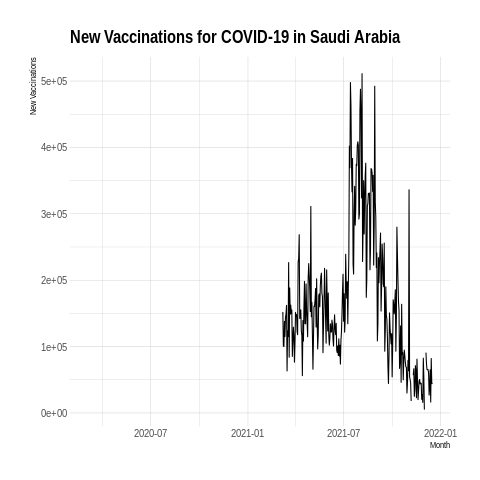 New Vaccinations for COVID-19 in Saudi Arabia
New Vaccinations
5e+05
4e+05
3e+05
2e+05
1e+05
0e+00
2020-07 2021-01 2021-07 2022-01
Month